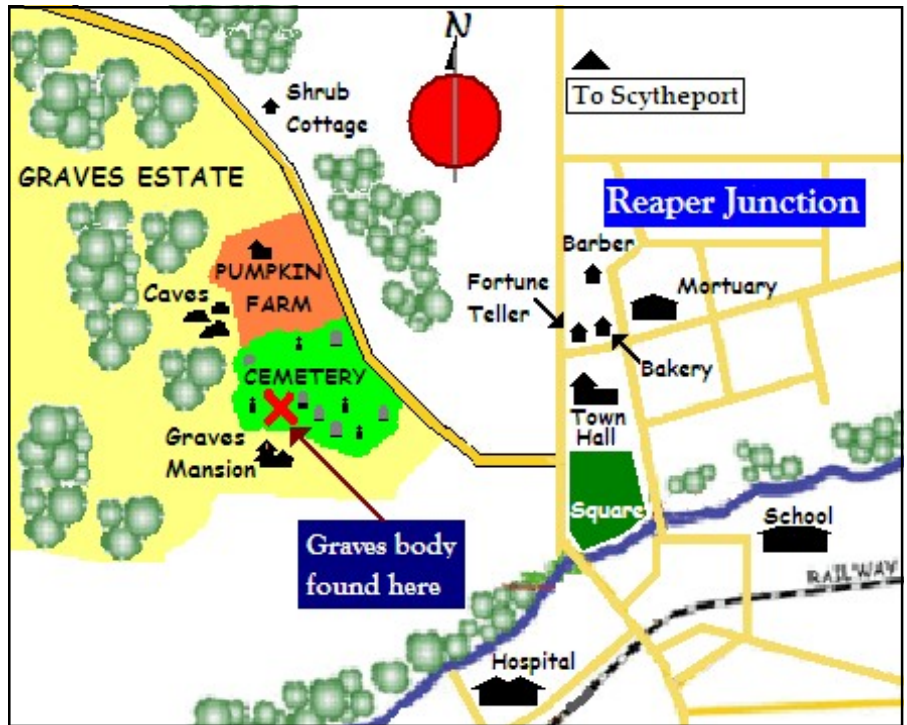 N
Shrub
Cottage
To Scytheport
GRAVES ESTATE
Reaper Junction
Barber
PUMPKIN
FARM
Caves
Fortune
Teller
Mortuary
Bakery
CEMETERY
Town
Hall
Graves
Mansion
Square
School
Graves body
found here
RAILWAY
Hospital